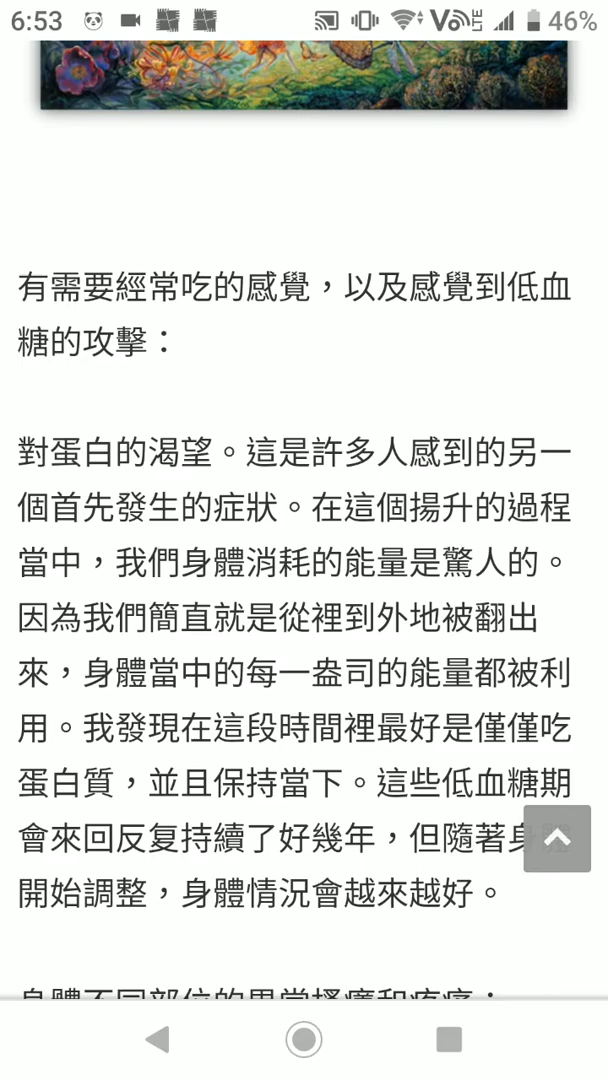 6:53
VoLTE
46%
有需要經常吃的感覺，以及感覺到低血
糖的攻擊：
對蛋白的渴望。這是許多人感到的另一
個首先發生的症狀。在這個揚升的過程
當中，我們身體消耗的能量是驚人的。
因為我們簡直就是從裡到外地被翻出
來，身體當中的每一盎司的能量都被利
用。我發現在這段時間裡最好是僅僅吃
蛋白質，並且保持當下。這些低血糖期
會來回反复持續了好幾年，但隨著身體
開始調整，身體情況會越來越好。